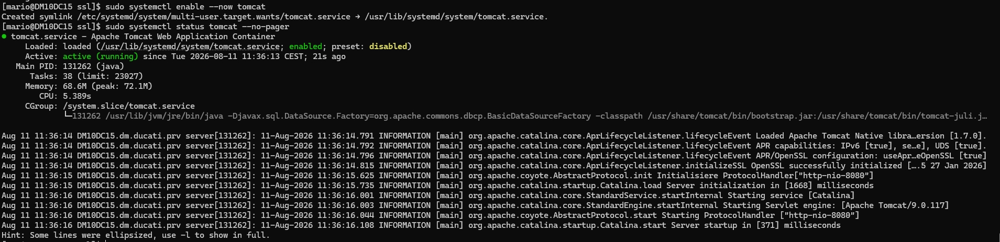 [mario@DM10DC15 ssl]$ sudo systemctl enable --now tomcat
Created symlink /etc/systemd/system/multi-user.target.wants/tomcat.service → /usr/lib/systemd/system/tomcat.service.
[mario@DM10DC15 ssl]$ sudo systemctl status tomcat --no-pager
● tomcat.service - Apache Tomcat Web Application Container
     Loaded: loaded (/usr/lib/systemd/system/tomcat.service; enabled; preset: disabled)
     Active: active (running) since Tue 2026-08-11 11:36:13 CEST; 21s ago
   Main PID: 131262 (java)
      Tasks: 38 (limit: 23027)
     Memory: 68.6M (peak: 72.1M)
        CPU: 5.389s
     CGroup: /system.slice/tomcat.service
             └─131262 /usr/lib/jvm/jre/bin/java -Djavax.sql.DataSource.Factory=org.apache.commons.dbcp.BasicDataSourceFactory -classpath /usr/share/tomcat/bin/bootstrap.jar:/usr/share/tomcat/bin/tomcat-juli.j…
Aug 11 11:36:14 DM10DC15.dm.ducati.prv server[131262]: 11-Aug-2026 11:36:14.791 INFORMATION [main] org.apache.catalina.core.AprLifecycleListener.lifecycleEvent Loaded Apache Tomcat Native libra…ersion [1.7.0].
Aug 11 11:36:14 DM10DC15.dm.ducati.prv server[131262]: 11-Aug-2026 11:36:14.792 INFORMATION [main] org.apache.catalina.core.AprLifecycleListener.lifecycleEvent APR capabilities: IPv6 [true], se…e], UDS [true].
Aug 11 11:36:14 DM10DC15.dm.ducati.prv server[131262]: 11-Aug-2026 11:36:14.796 INFORMATION [main] org.apache.catalina.core.AprLifecycleListener.lifecycleEvent APR/OpenSSL configuration: useApr…eOpenSSL [true]
Aug 11 11:36:14 DM10DC15.dm.ducati.prv server[131262]: 11-Aug-2026 11:36:14.815 INFORMATION [main] org.apache.catalina.core.AprLifecycleListener.initializeSSL OpenSSL successfully initialized [….5 27 Jan 2026]
Aug 11 11:36:15 DM10DC15.dm.ducati.prv server[131262]: 11-Aug-2026 11:36:15.625 INFORMATION [main] org.apache.coyote.AbstractProtocol.init Initialisiere ProtocolHandler["http-nio-8080"]
Aug 11 11:36:15 DM10DC15.dm.ducati.prv server[131262]: 11-Aug-2026 11:36:15.735 INFORMATION [main] org.apache.catalina.startup.Catalina.load Server initialization in [1668] milliseconds
Aug 11 11:36:16 DM10DC15.dm.ducati.prv server[131262]: 11-Aug-2026 11:36:16.001 INFORMATION [main] org.apache.catalina.core.StandardService.startInternal Starting service [Catalina]
Aug 11 11:36:16 DM10DC15.dm.ducati.prv server[131262]: 11-Aug-2026 11:36:16.003 INFORMATION [main] org.apache.catalina.core.StandardEngine.startInternal Starting Servlet engine: [Apache Tomcat/9.0.117]
Aug 11 11:36:16 DM10DC15.dm.ducati.prv server[131262]: 11-Aug-2026 11:36:16.044 INFORMATION [main] org.apache.coyote.AbstractProtocol.start Starting ProtocolHandler ["http-nio-8080"]
Aug 11 11:36:16 DM10DC15.dm.ducati.prv server[131262]: 11-Aug-2026 11:36:16.108 INFORMATION [main] org.apache.catalina.startup.Catalina.start Server startup in [371] milliseconds
Hint: Some lines were ellipsized, use -l to show in full.